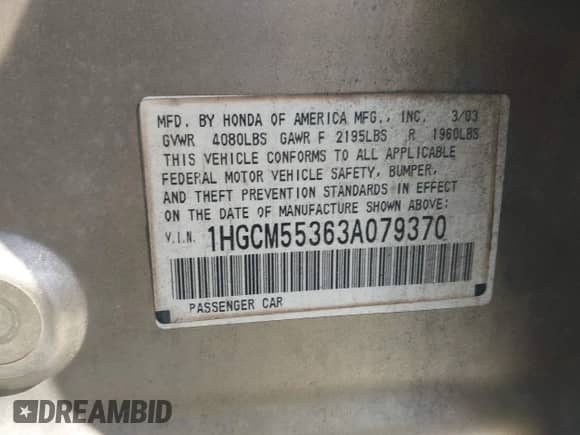 MFD. BY HONDA OF AMERICA MFG., INC. 3/03
GVWR 4080LBS GAWR F 2195LBS R 1960LBS
THIS VEHICLE CONFORMS TO ALL APPLICABLE
FEDERAL MOTOR VEHICLE SAFETY, BUMPER,
AND THEFT PREVENTION STANDARDS IN EFFECT
ON THE DATE OF MANUFACTURE SHOWN ABOVE:
V.I.N. 1HGCM55363A079370
PASSENGER CAR
DREAMBID